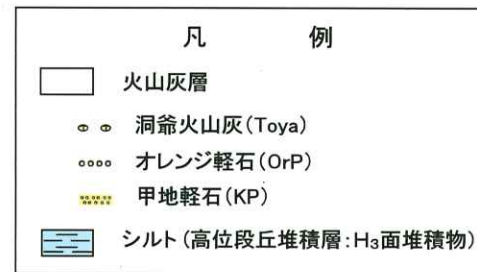 凡 例
火山灰層
洞爺火山灰(Toya)
オレンジ軽石(OrP)
甲地軽石(KP)
シルト(高位段丘堆積層:H₃面堆積物)